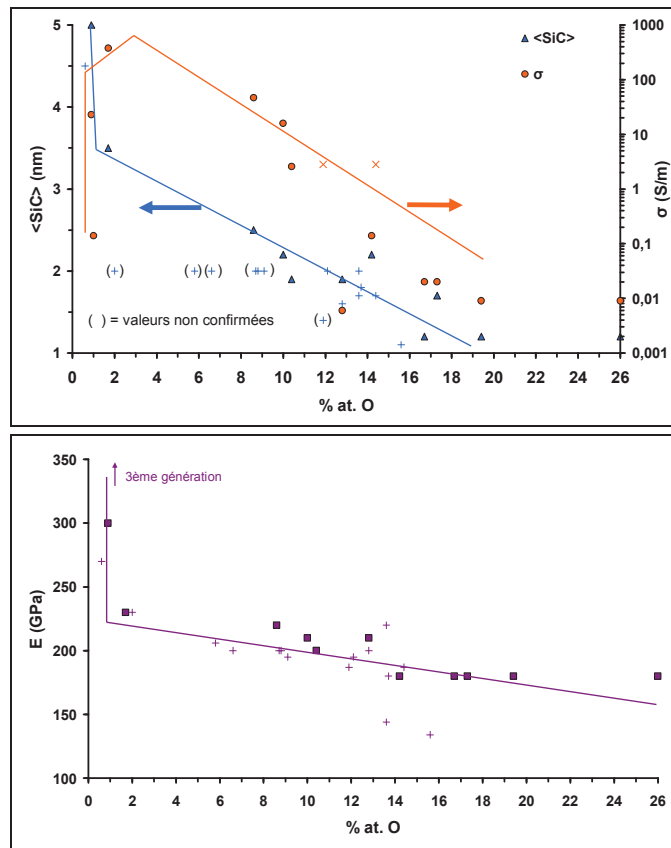 5
4
3
2
1
<SiC> (nm)
<SiC>
σ
1000
100
10
1
0,1
0,01
0,001
σ (S/m)
(+) (+) (+) (+) (+)
( ) = valeurs non confirmées
(+)
0 2 4 6 8 10 12 14 16 18 20 22 24 26
% at. O
350
300
250
200
150
100
E (GPa)
3ème génération
0 2 4 6 8 10 12 14 16 18 20 22 24 26
% at. O